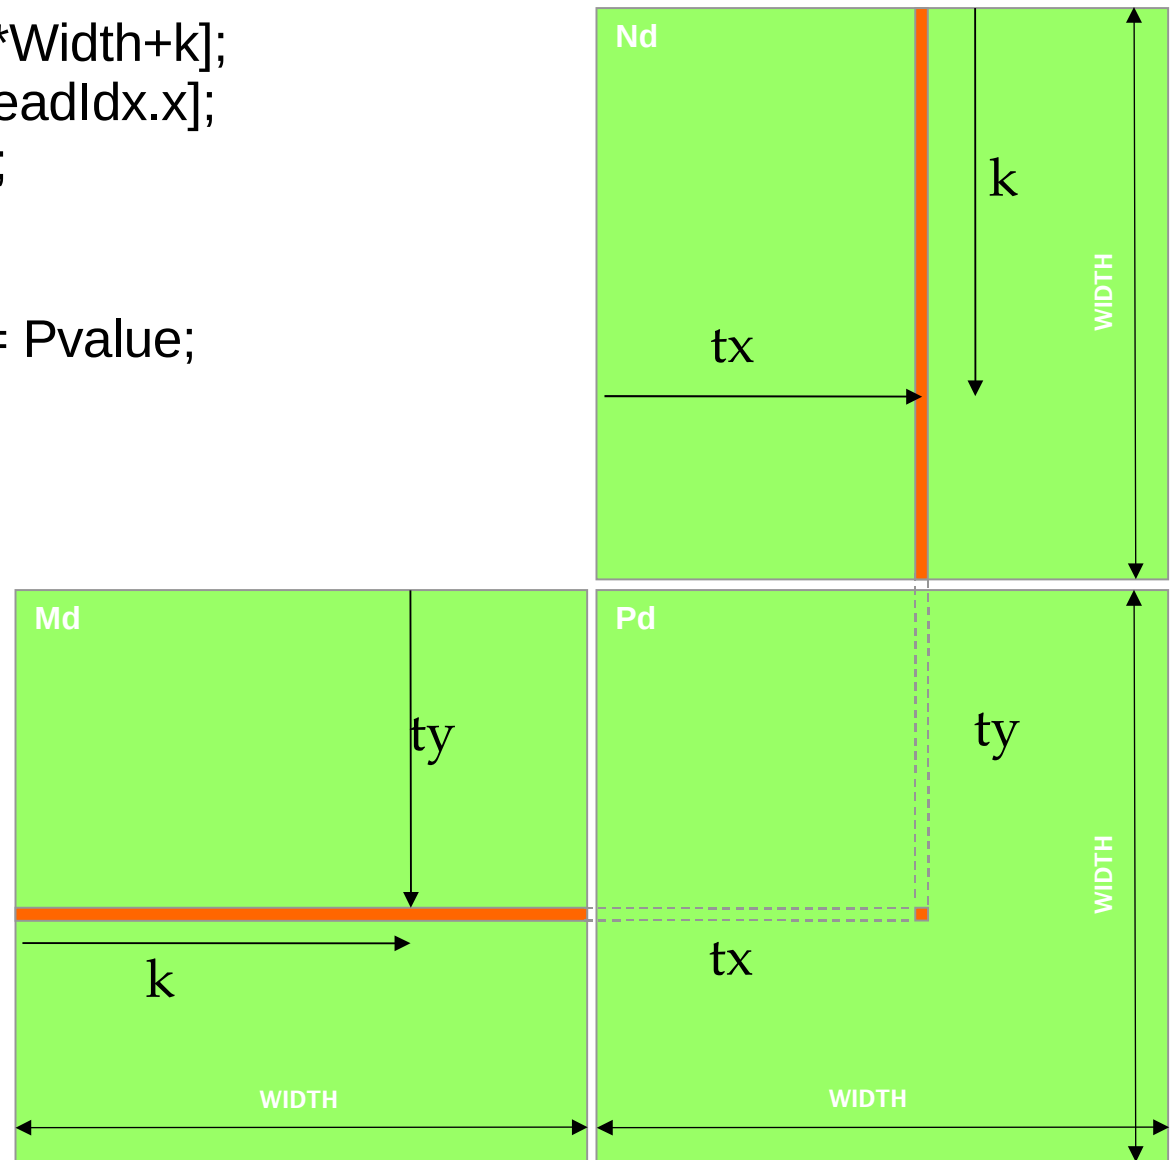 *Width+k];
eadIdx.x];
;
= Pvalue;
Nd
k
WIDTH
tx
Md
ty
k
WIDTH
Pd
ty
WIDTH
tx
WIDTH